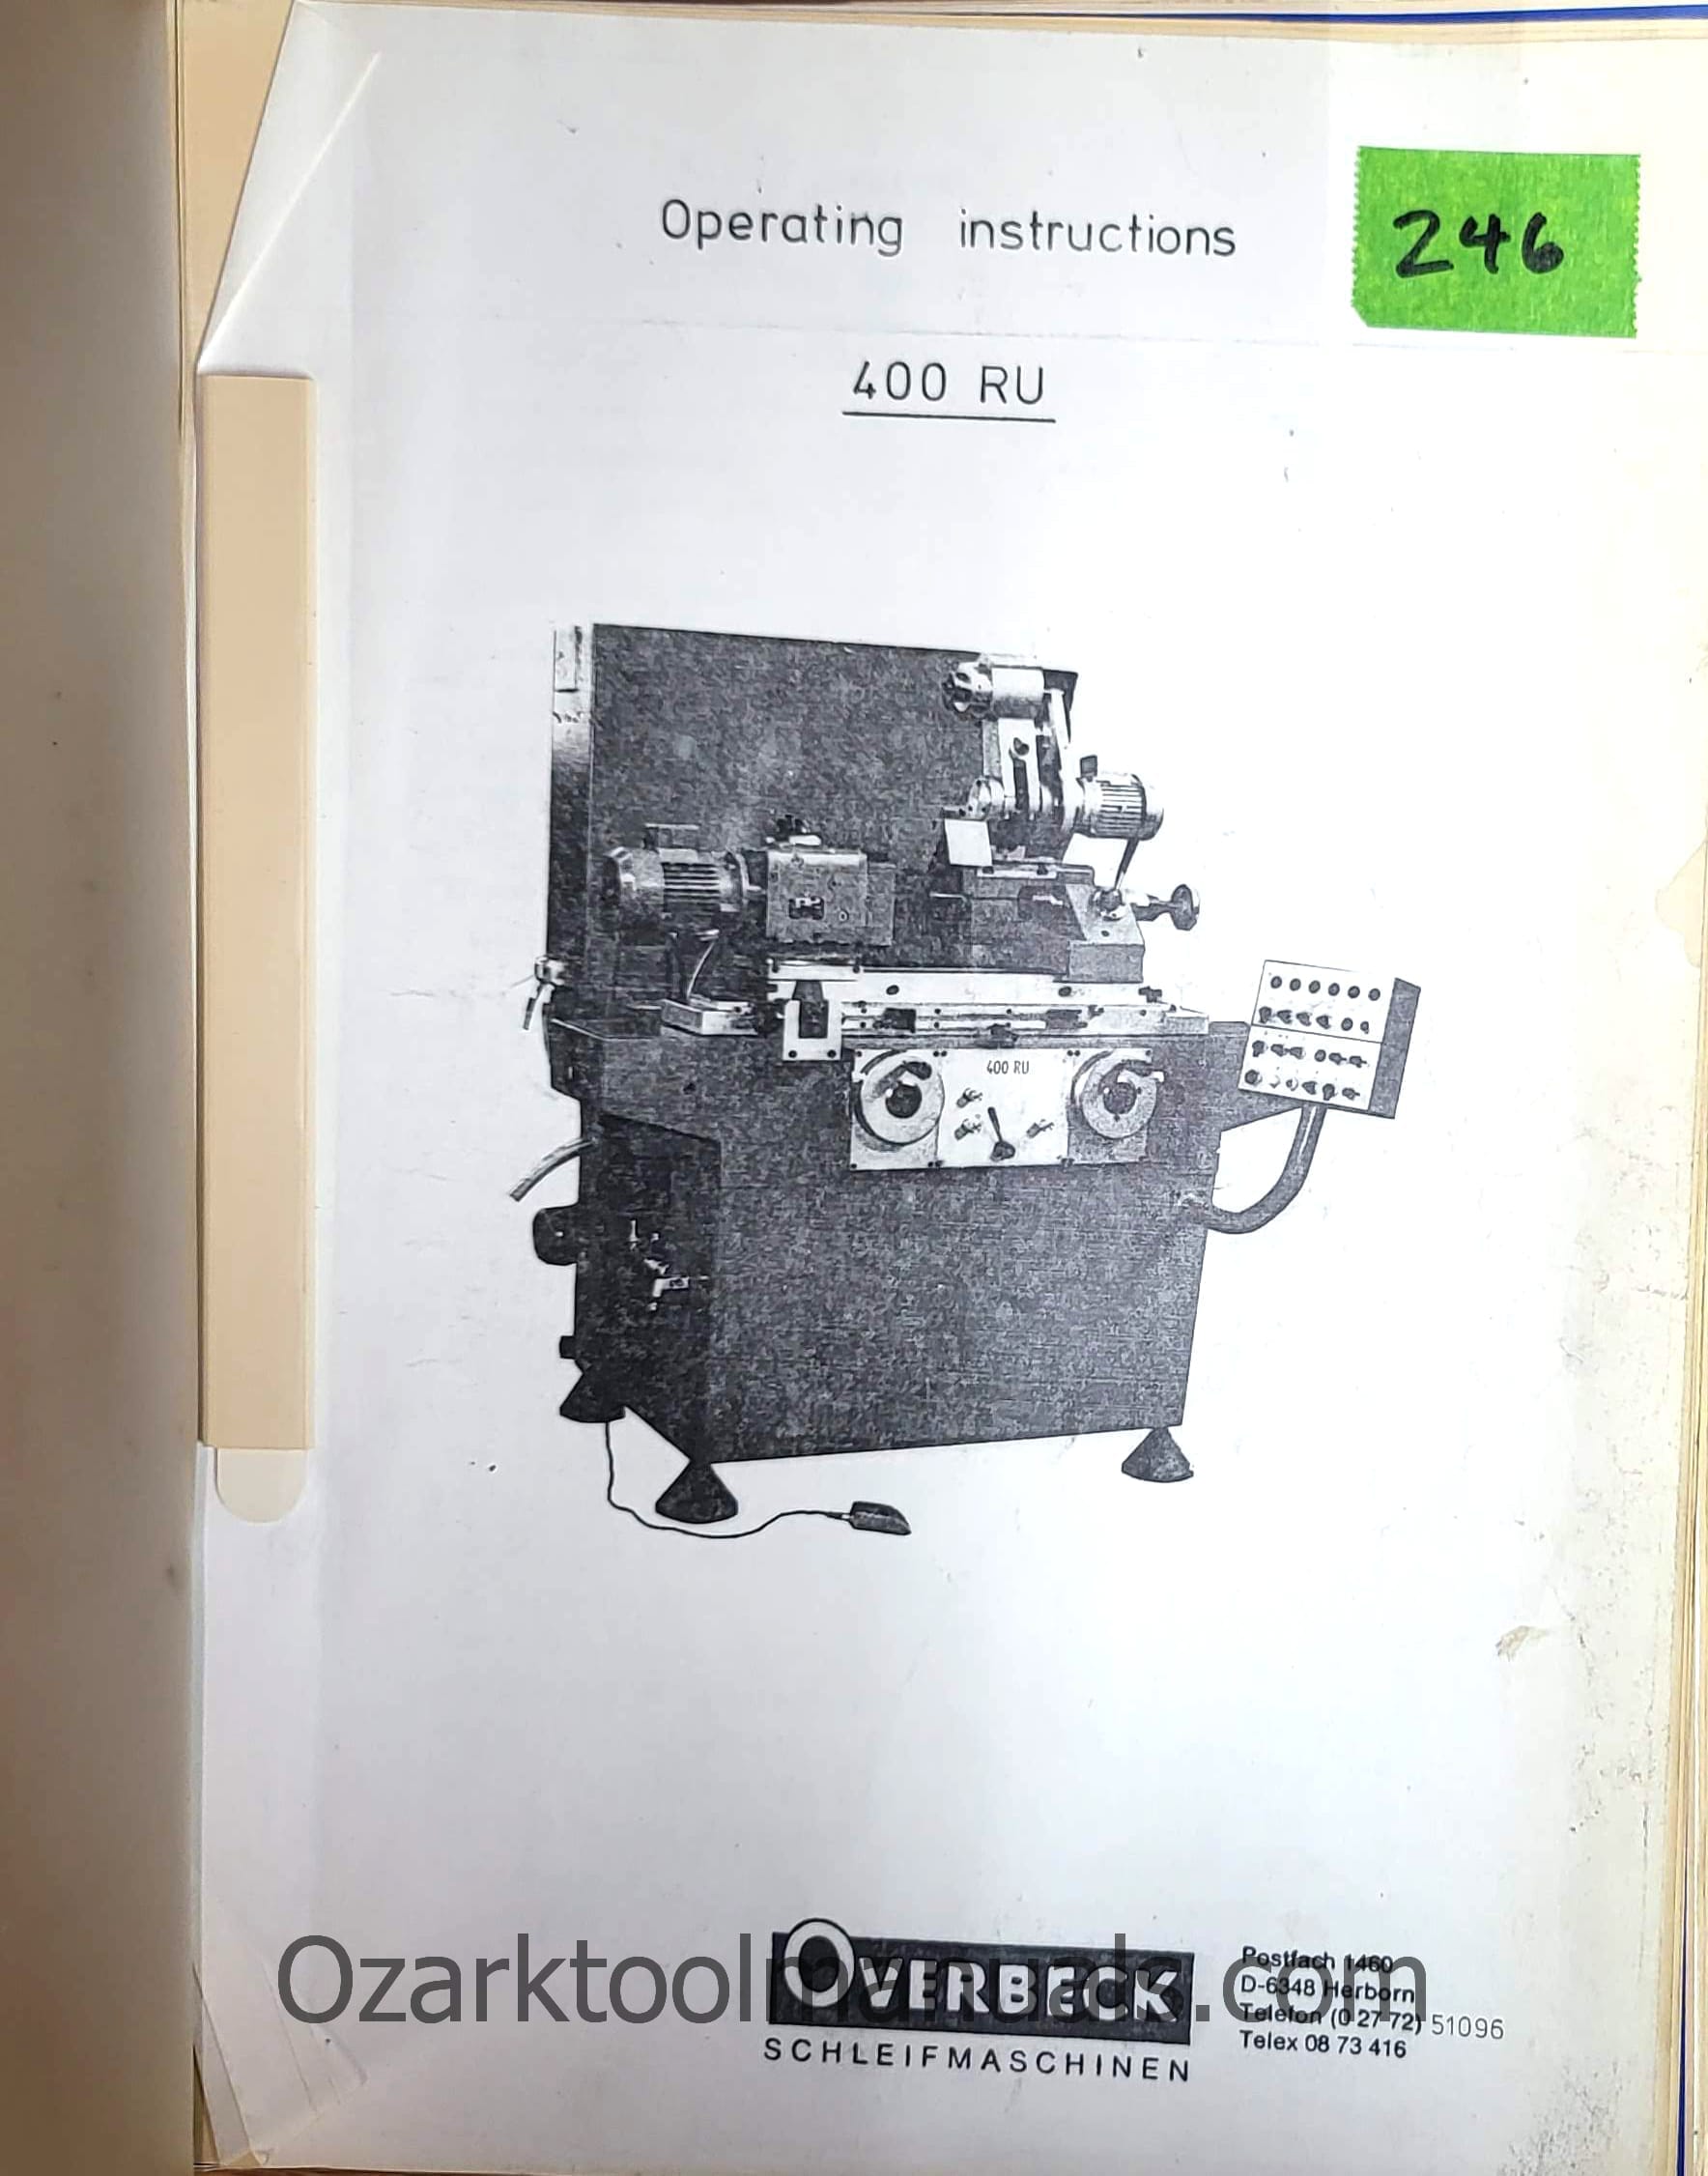 Operating instructions
246
400 RU
400 RU
OVERBECK
SCHLEIFMASCHINEN
Postfach 1460
D-6348 Herborn
Telefon (0 27 72) 51096
Telex 08 73 416
Ozarktoolmanuals.com